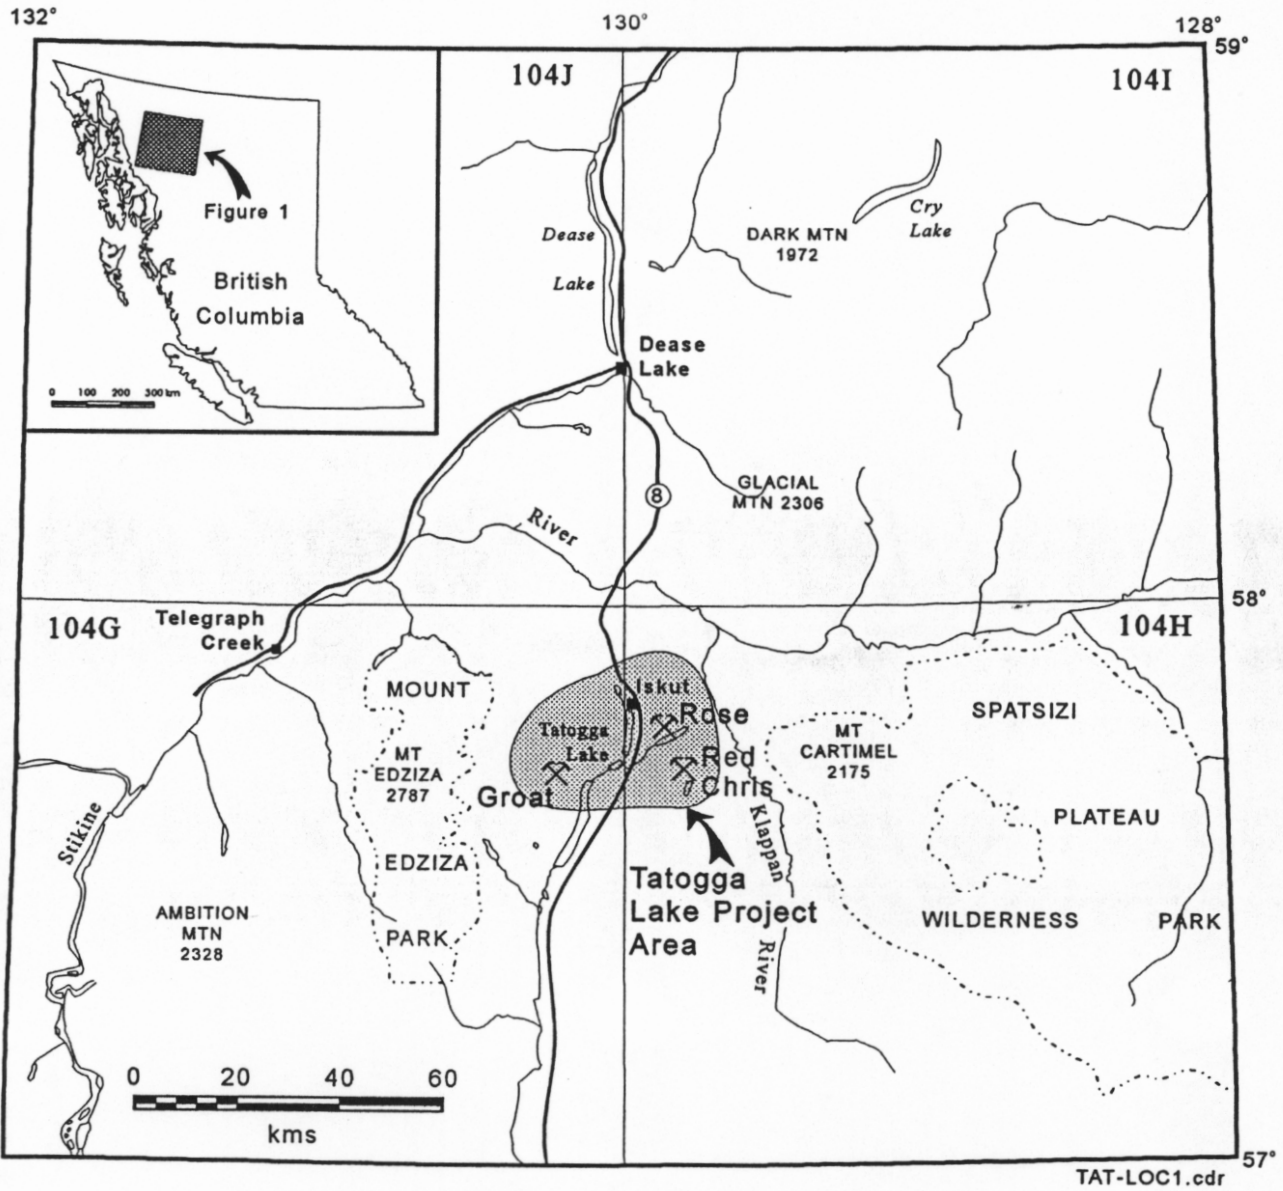 132°
130°
128°
59°
104J
104I
Figure 1
British
Columbia
0 100 200 300 km
Cry
Lake
DARK MTN
1972
Dease
Lake
Dease
Lake
GLACIAL
MTN 2306
8
River
58°
104G
Telegraph
Creek
104H
MOUNT
Iskut
Rose
Tatogga
Lake
Red
Chris
Groat
MT
EDZIZA
2787
MT
CARTIMEL
2175
SPATSIZI
PLATEAU
Stikine
Klappan
EDZIZA
Tatogga
Lake Project
Area
AMBITION
MTN
2328
PARK
River
WILDERNESS
PARK
0 20 40 60
kms
57°
TAT-LOC1.cdr